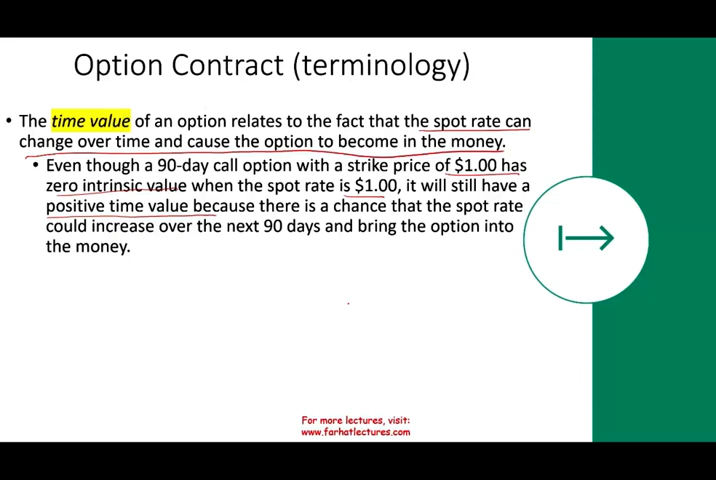 Option Contract (terminology)
• The time value of an option relates to the fact that the spot rate can
change over time and cause the option to become in the money.
• Even though a 90-day call option with a strike price of $1.00 has
zero intrinsic value when the spot rate is $1.00, it will still have a
positive time value because there is a chance that the spot rate
could increase over the next 90 days and bring the option into
the money.
For more lectures, visit:
www.farhatlectures.com